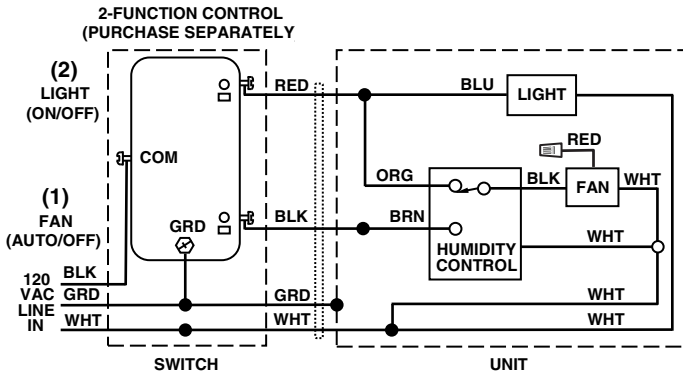 2-FUNCTION CONTROL
(PURCHASE SEPARATELY
(2)
LIGHT
(ON/OFF)
RED
BLU
LIGHT
COM
RED
ORG
BLK
FAN
WHT
(1)
FAN
(AUTO/OFF)
GRD
BLK
BRN
HUMIDITY
CONTROL
WHT
120
VAC
LINE
IN
BLK
GRD
WHT
GRD
WHT
WHT
WHT
SWITCH
UNIT